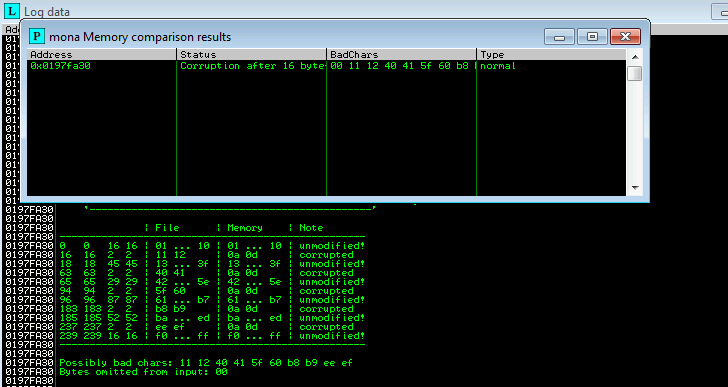 L Log data
Ad
P mona Memory comparison results
Address Status BadChars Type
0x0197fa30 Corruption after 16 byte 00 11 12 40 41 5f 60 b8 normal
0197FA30 '---------------------------------------------------'
0197FA30
0197FA30 | File | Memory | Note
0197FA30 -------------------------------------------------------
0197FA30 0 0 16 16 | 01 ... 10 | 01 ... 10 | unmodified!
0197FA30 16 16 2 2 | 11 12 | 0a 0d | corrupted
0197FA30 18 18 45 45 | 13 ... 3f | 13 ... 3f | unmodified!
0197FA30 63 63 2 2 | 40 41 | 0a 0d | corrupted
0197FA30 65 65 29 29 | 42 ... 5e | 42 ... 5e | unmodified!
0197FA30 94 94 2 2 | 5f 60 | 0a 0d | corrupted
0197FA30 96 96 87 87 | 61 ... b7 | 61 ... b7 | unmodified!
0197FA30 183 183 2 2 | b8 b9 | 0a 0d | corrupted
0197FA30 185 185 52 52 | ba ... ed | ba ... ed | unmodified!
0197FA30 237 237 2 2 | ee ef | 0a 0d | corrupted
0197FA30 239 239 16 16 | f0 ... ff | f0 ... ff | unmodified!
0197FA30 -------------------------------------------------------
0197FA30
0197FA30 Possibly bad chars: 11 12 40 41 5f 60 b8 b9 ee ef
0197FA30 Bytes omitted from input: 00
0197FA30